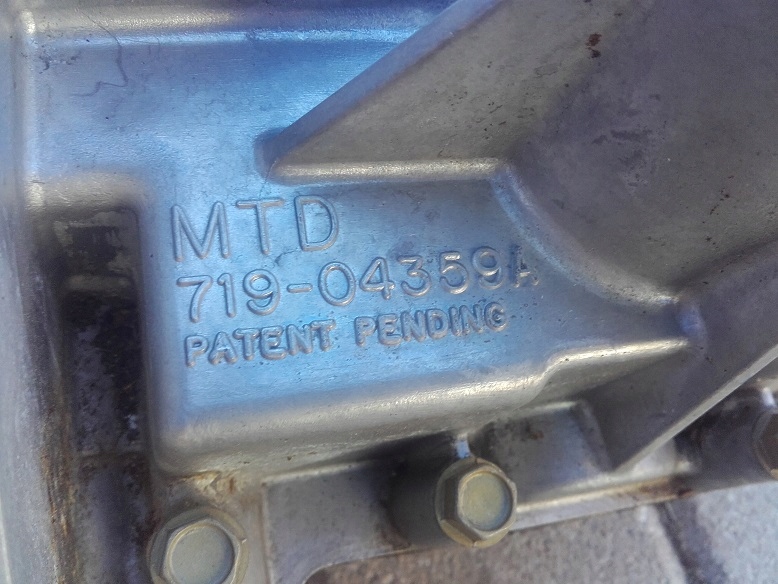 MTD
719-04359A
PATENT PENDING